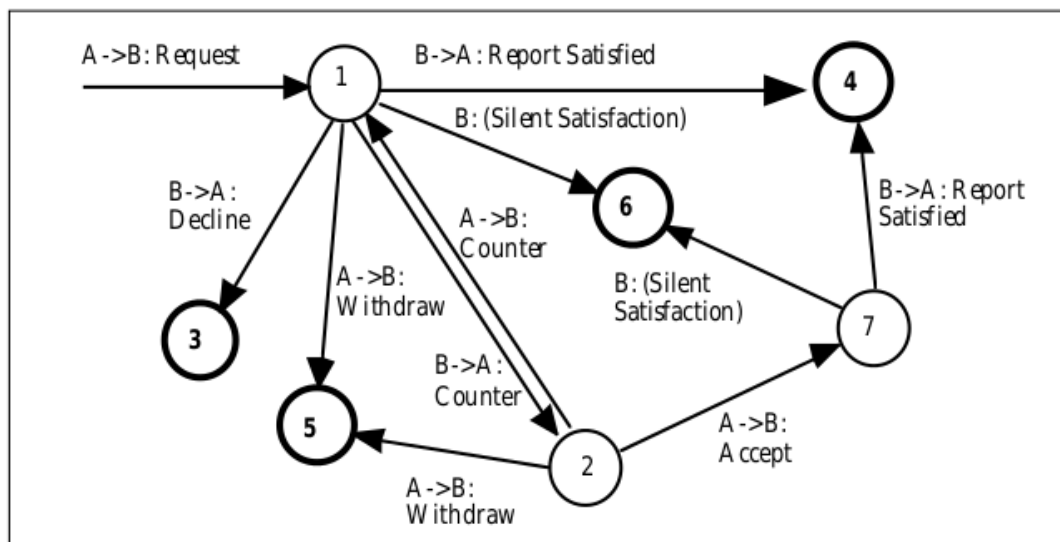 A->B: Request
1
B->A: Report Satisfied
4
B: (Silent Satisfaction)
6
B->A:
Decline
A->B:
Counter
B->A: Report
Satisfied
A->B:
Withdraw
B: (Silent
Satisfaction)
3
7
B->A:
Counter
5
A->B:
Accept
2
A->B:
Withdraw